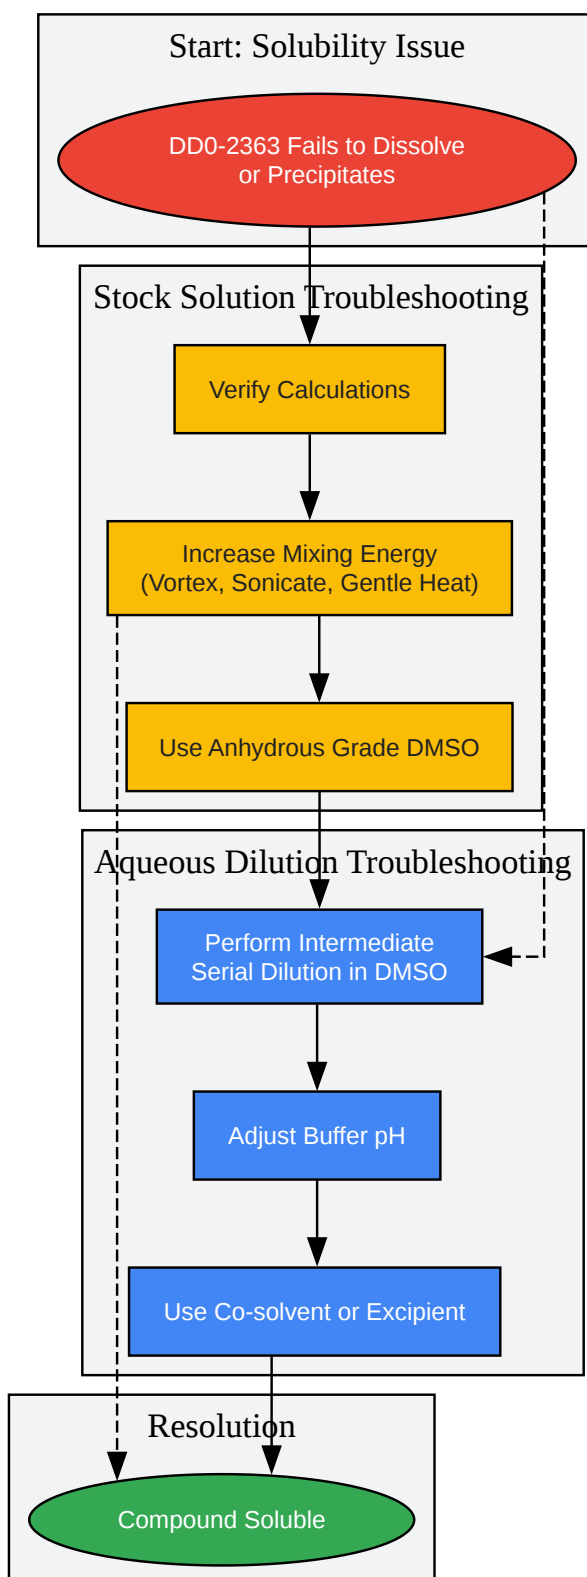 Start: Solubility Issue
DD0-2363 Fails to Dissolve
or Precipitates
Stock Solution Troubleshooting
Verify Calculations
Increase Mixing Energy
(Vortex, Sonicate, Gentle Heat)
Use Anhydrous Grade DMSO
Aqueous Dilution Troubleshooting
Perform Intermediate
Serial Dilution in DMSO
Adjust Buffer pH
Use Co-solvent or Excipient
Resolution
Compound Soluble